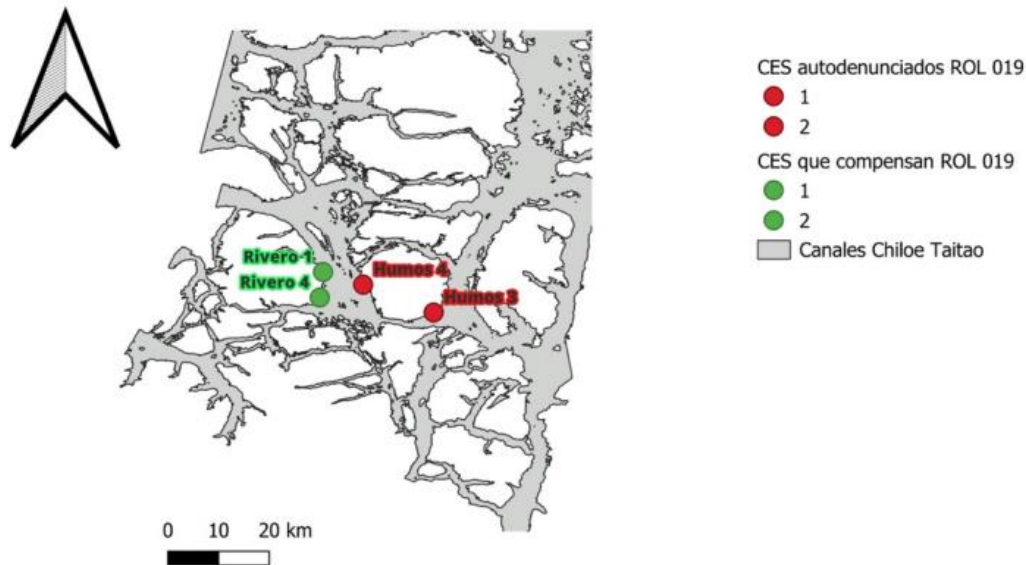 CES autodenunciados ROL 019
1
2
CES que compensan ROL 019
1
2
Canales Chiloe Taitao
Rivero 1
Humos 4
Rivero 4
Humos 3
0 10 20 km